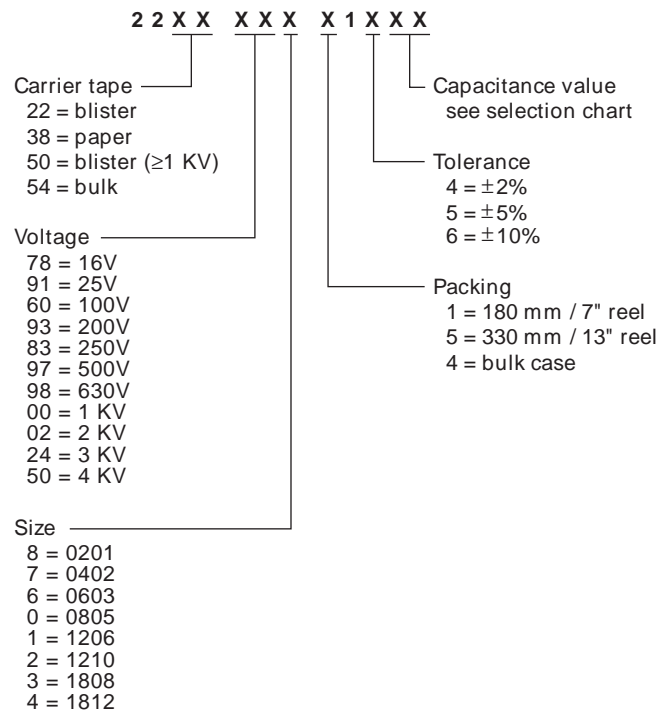 2 2 X X X X X X 1 X X X
Carrier tape
22 = blister
38 = paper
50 = blister (≥1 KV)
54 = bulk
Voltage
78 = 16V
91 = 25V
60 = 100V
93 = 200V
83 = 250V
97 = 500V
98 = 630V
00 = 1 KV
02 = 2 KV
24 = 3 KV
50 = 4 KV
Size
8 = 0201
7 = 0402
6 = 0603
0 = 0805
1 = 1206
2 = 1210
3 = 1808
4 = 1812
Capacitance value
see selection chart
Tolerance
4 = ±2%
5 = ±5%
6 = ±10%
Packing
1 = 180 mm / 7" reel
5 = 330 mm / 13" reel
4 = bulk case